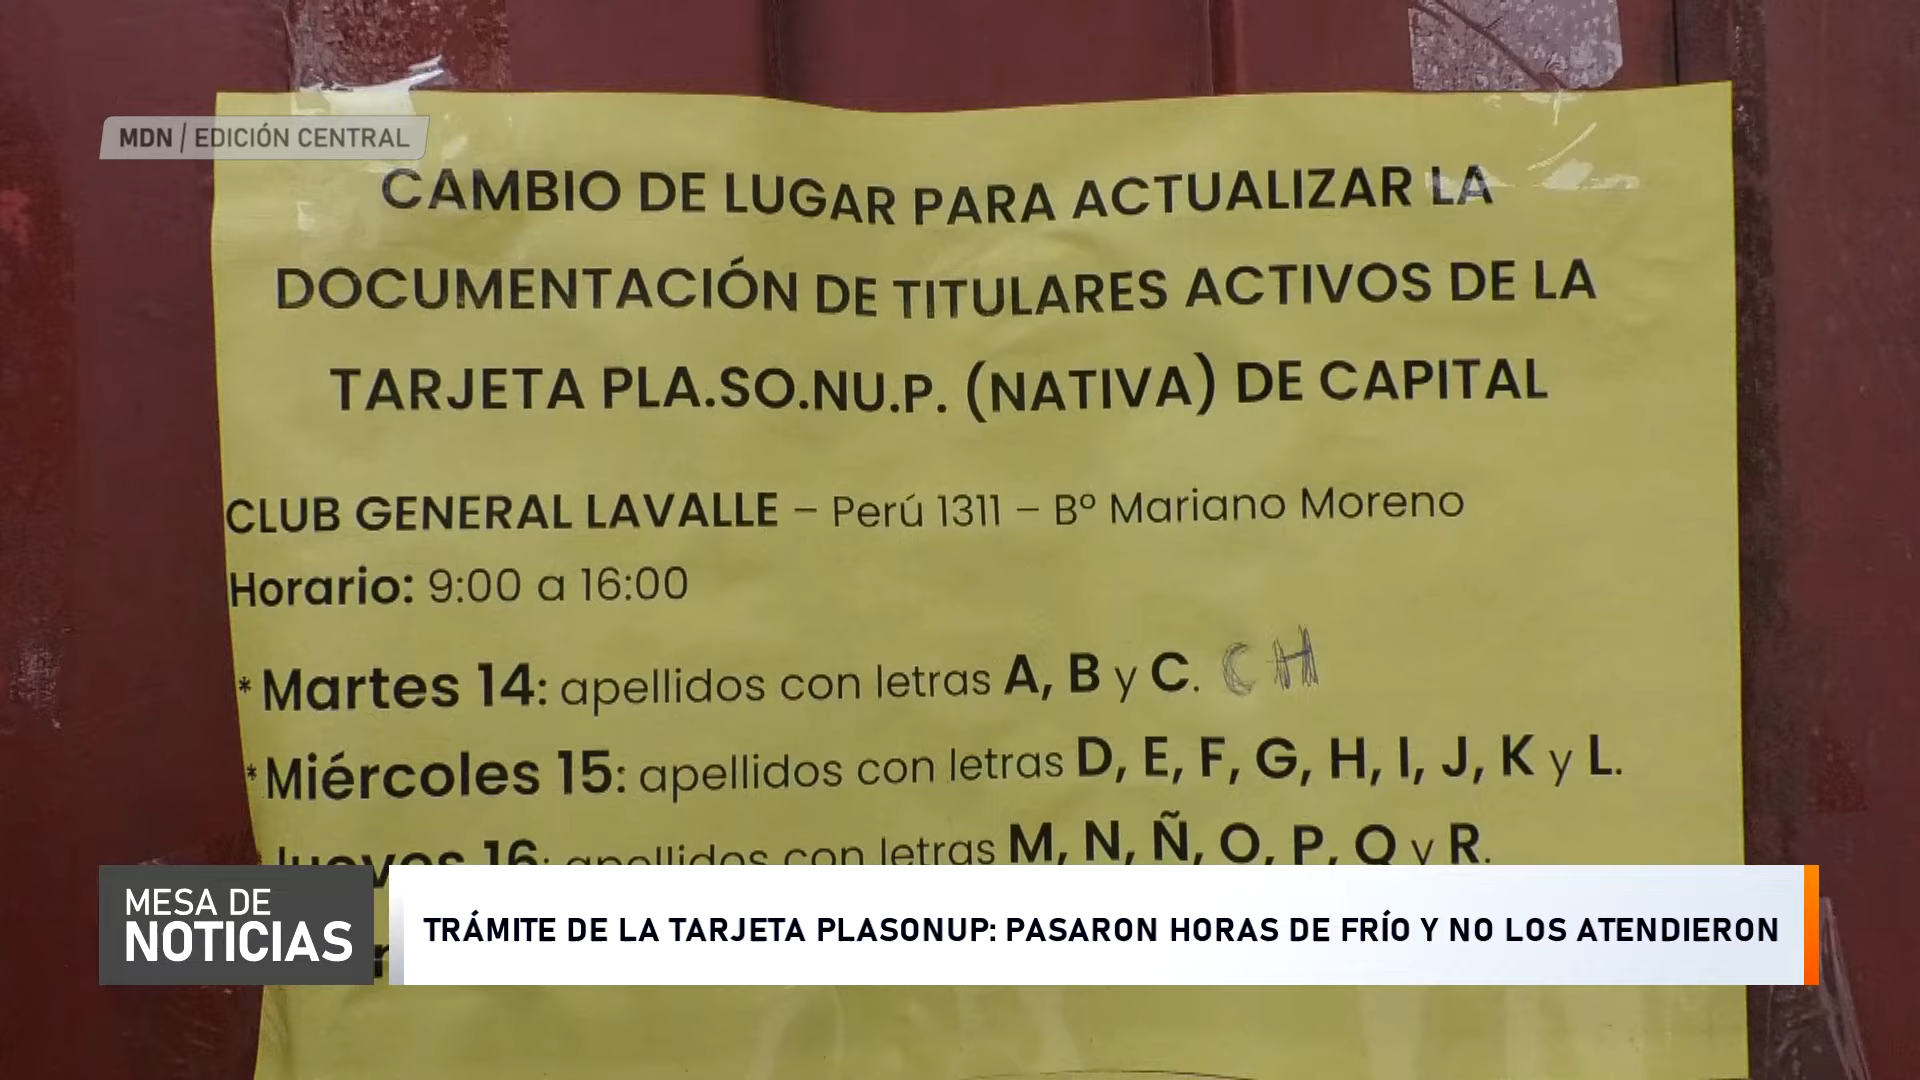 MDN | EDICIÓN CENTRAL
CAMBIO DE LUGAR PARA ACTUALIZAR LA
DOCUMENTACIÓN DE TITULARES ACTIVOS DE LA
TARJETA PLA.SO.NU.P. (NATIVA) DE CAPITAL
CLUB GENERAL LAVALLE – Perú 1311 – Bº Mariano Moreno
Horario: 9:00 a 16:00
* Martes 14: apellidos con letras A, B y C. CH
* Miércoles 15: apellidos con letras D, E, F, G, H, I, J, K y L.
* Jueves 16: apellidos con letras M, N, Ñ, O, P, Q y R.
MESA DE
NOTICIAS
TRÁMITE DE LA TARJETA PLASONUP: PASARON HORAS DE FRÍO Y NO LOS ATENDIERON